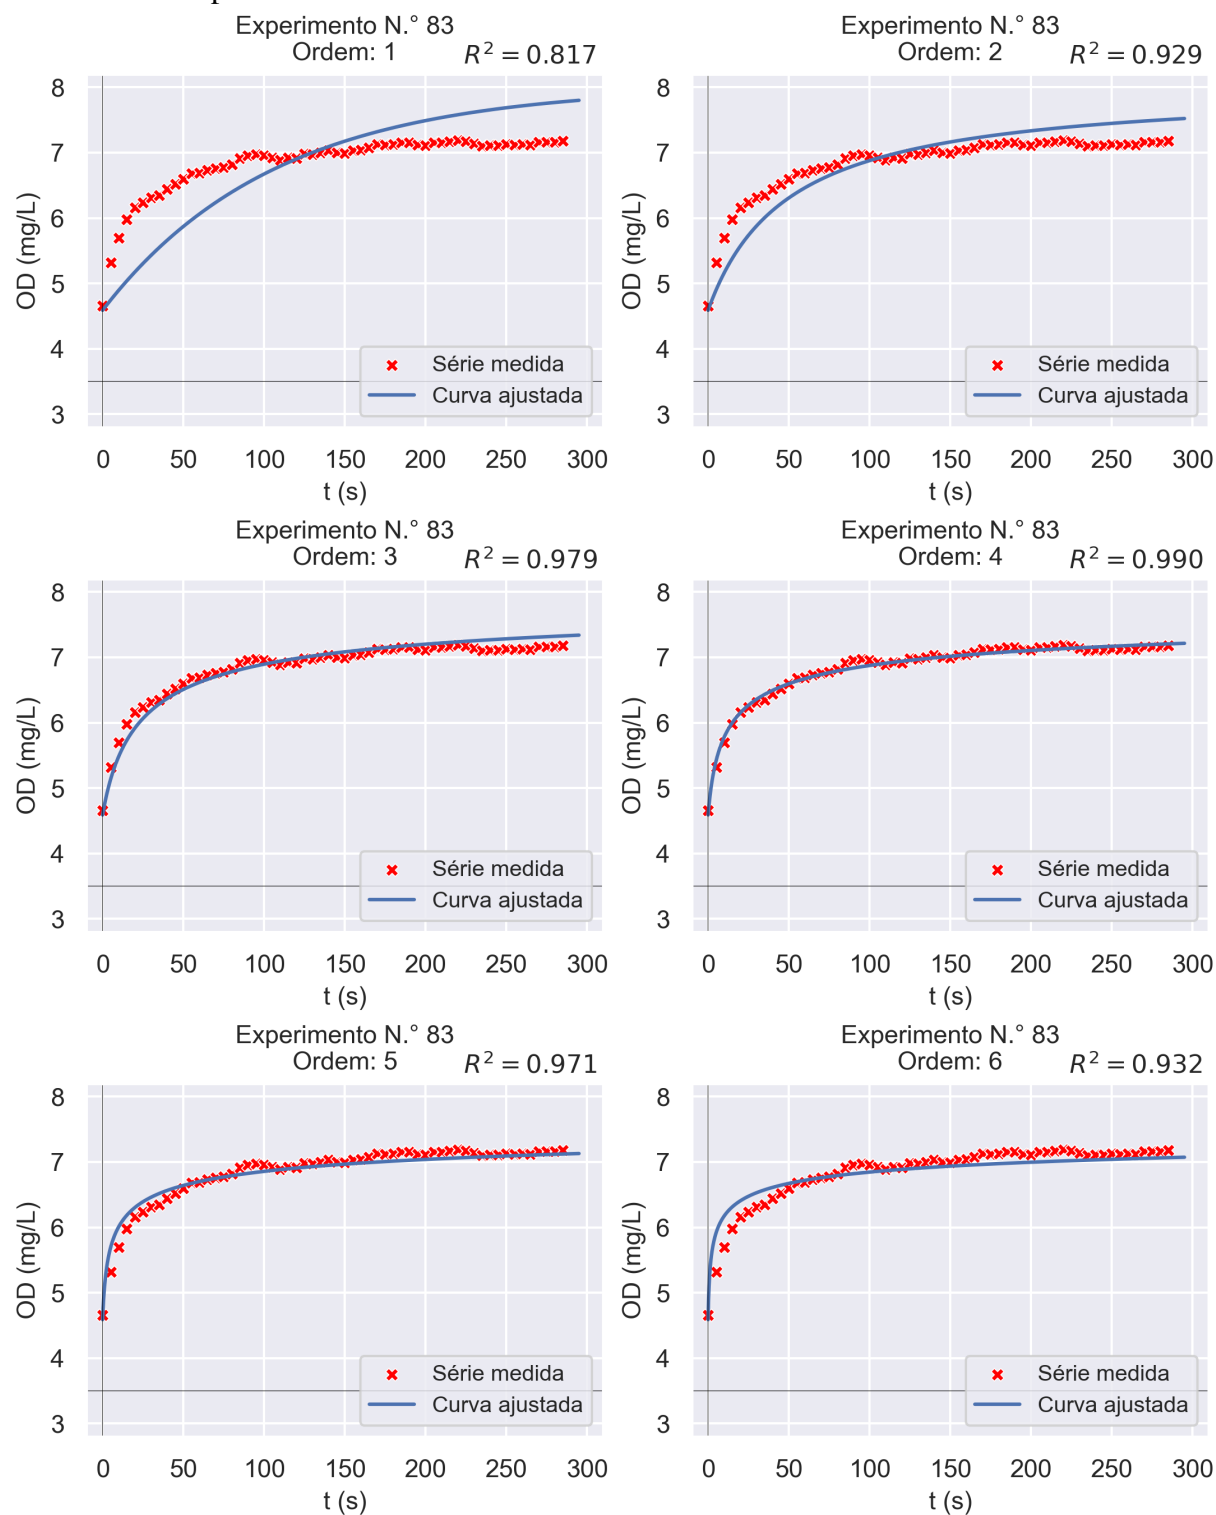 Experimento N.° 83
Ordem: 1
R² = 0.817
OD (mg/L)
8
7
6
5
4
3
Série medida
Curva ajustada
0 50 100 150 200 250 300
t (s)
Experimento N.° 83
Ordem: 2
R² = 0.929
OD (mg/L)
8
7
6
5
4
3
Série medida
Curva ajustada
0 50 100 150 200 250 300
t (s)
Experimento N.° 83
Ordem: 3
R² = 0.979
OD (mg/L)
8
7
6
5
4
3
Série medida
Curva ajustada
0 50 100 150 200 250 300
t (s)
Experimento N.° 83
Ordem: 4
R² = 0.990
OD (mg/L)
8
7
6
5
4
3
Série medida
Curva ajustada
0 50 100 150 200 250 300
t (s)
Experimento N.° 83
Ordem: 5
R² = 0.971
OD (mg/L)
8
7
6
5
4
3
Série medida
Curva ajustada
0 50 100 150 200 250 300
t (s)
Experimento N.° 83
Ordem: 6
R² = 0.932
OD (mg/L)
8
7
6
5
4
3
Série medida
Curva ajustada
0 50 100 150 200 250 300
t (s)